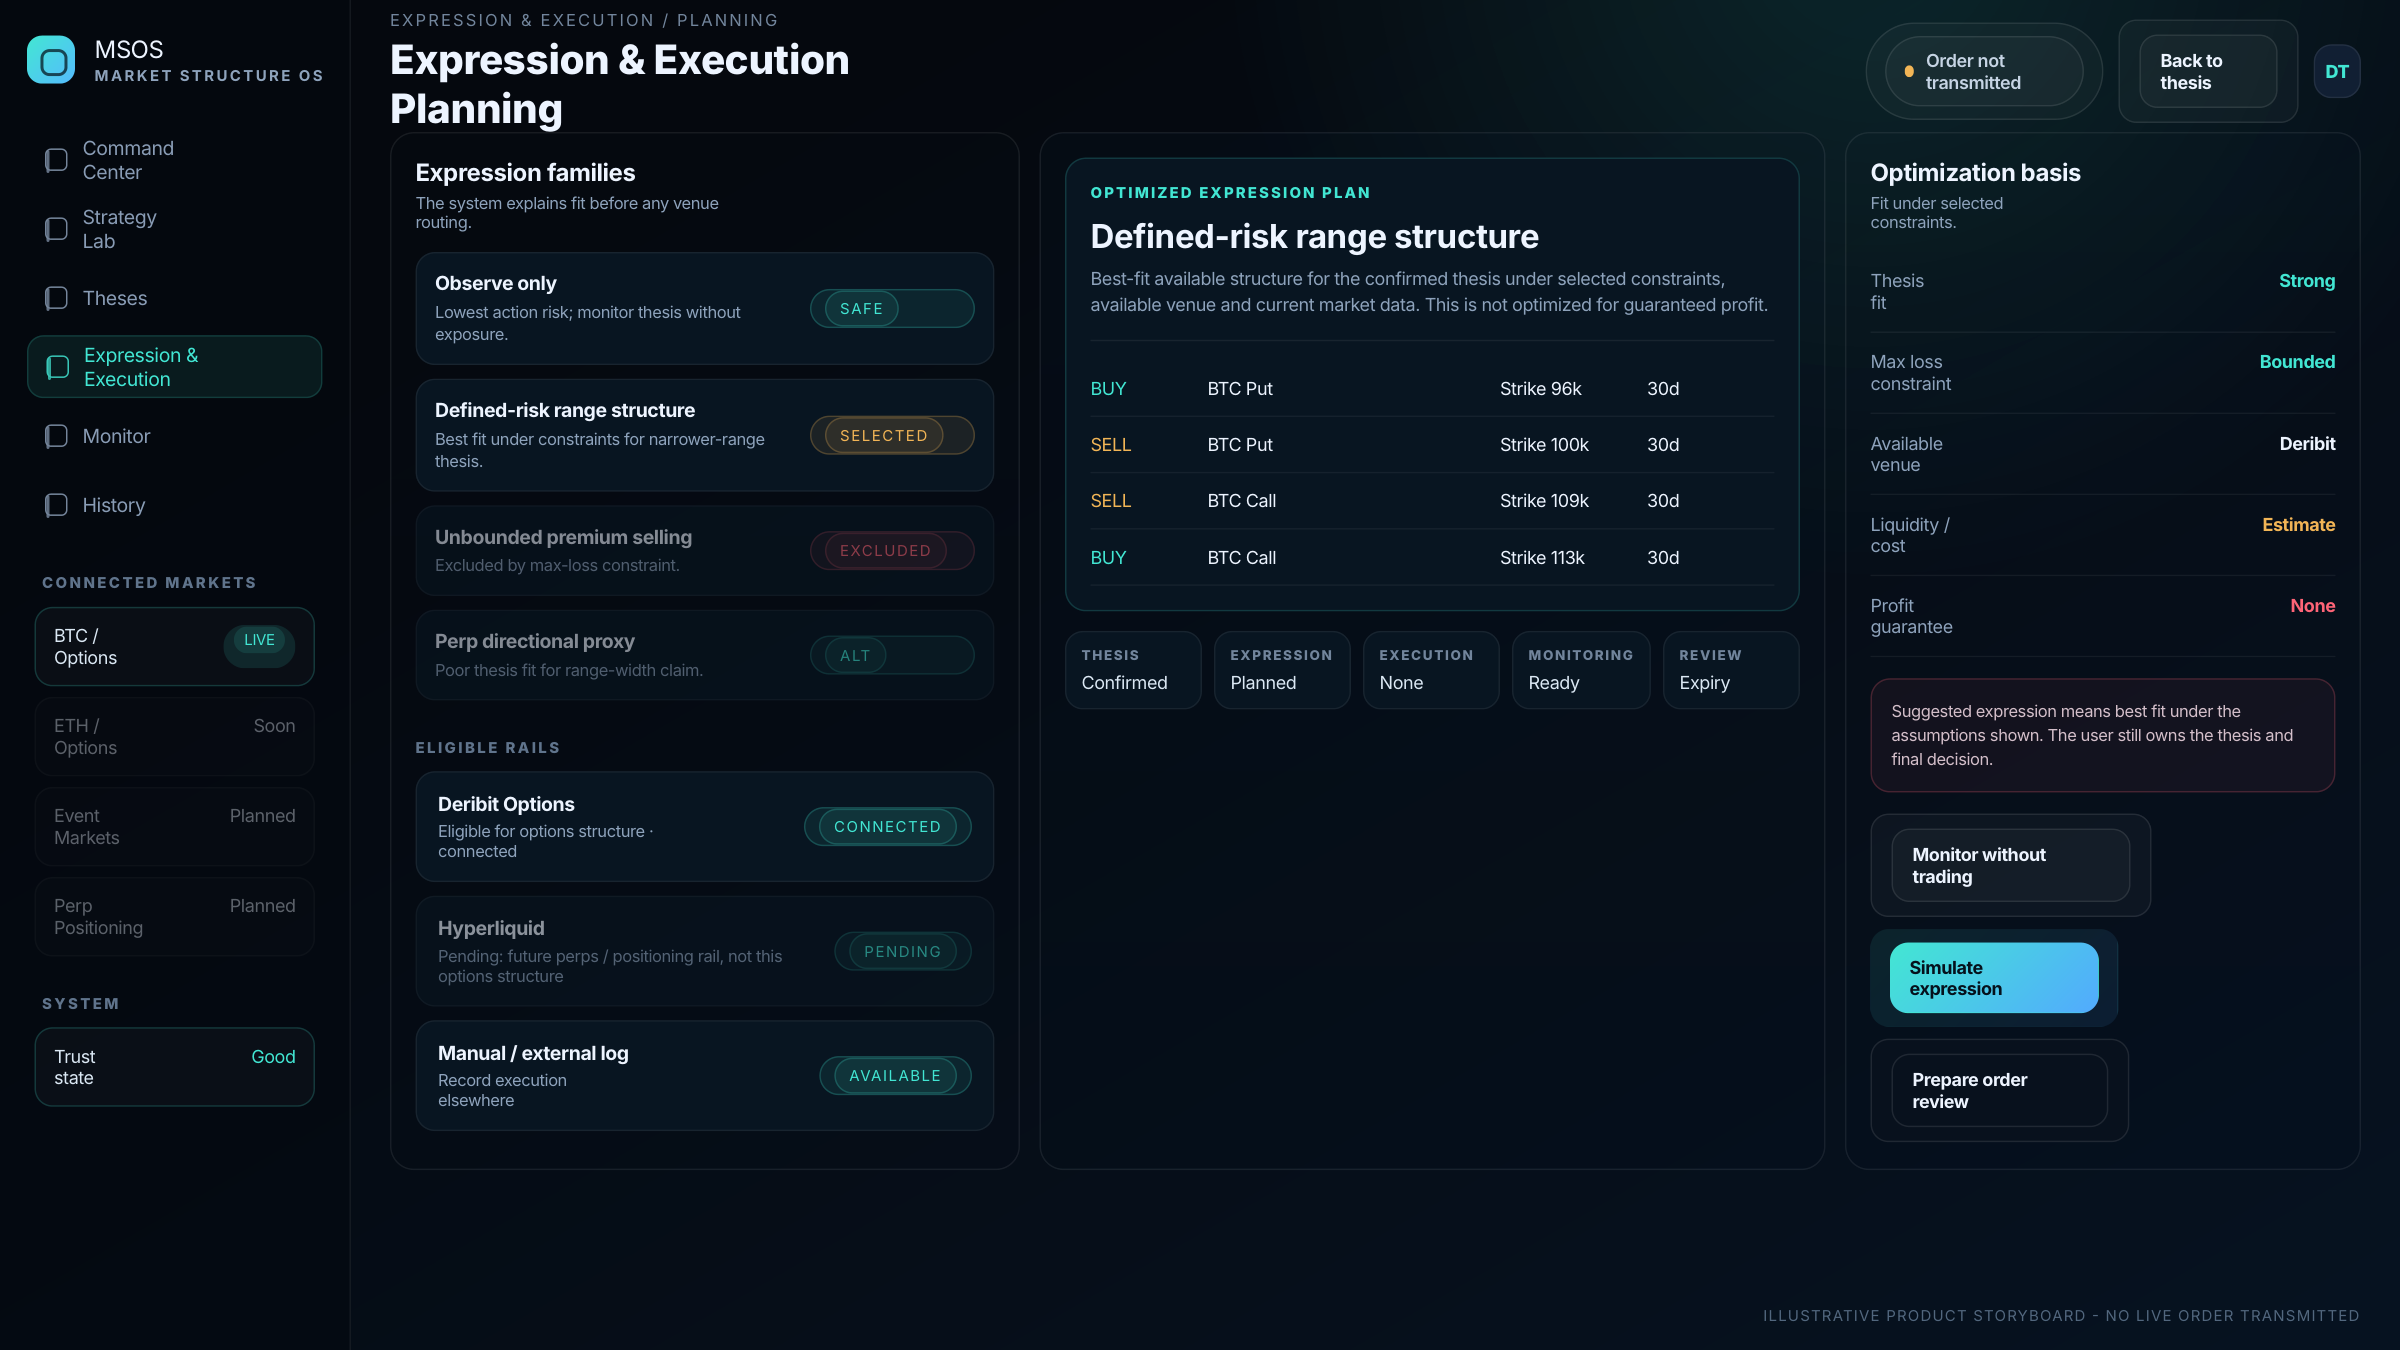 MSOS
MARKET STRUCTURE OS
Command
Center
Strategy
Lab
Theses
Expression &
Execution
Monitor
History
CONNECTED MARKETS
BTC /
Options
LIVE
ETH /
Options
Soon
Event
Markets
Planned
Perp
Positioning
Planned
SYSTEM
Trust
state
Good
EXPRESSION & EXECUTION / PLANNING
Expression & Execution
Planning
Order not
transmitted
Back to
thesis
DT
Expression families
The system explains fit before any venue
routing.
Observe only
Lowest action risk; monitor thesis without
exposure.
SAFE
Defined-risk range structure
Best fit under constraints for narrower-range
thesis.
SELECTED
Unbounded premium selling
Excluded by max-loss constraint.
EXCLUDED
Perp directional proxy
Poor thesis fit for range-width claim.
ALT
ELIGIBLE RAILS
Deribit Options
Eligible for options structure ·
connected
CONNECTED
Hyperliquid
Pending: future perps / positioning rail, not this
options structure
PENDING
Manual / external log
Record execution
elsewhere
AVAILABLE
OPTIMIZED EXPRESSION PLAN
Defined-risk range structure
Best-fit available structure for the confirmed thesis under selected constraints,
available venue and current market data. This is not optimized for guaranteed profit.
BUY BTC Put Strike 96k 30d
SELL BTC Put Strike 100k 30d
SELL BTC Call Strike 109k 30d
BUY BTC Call Strike 113k 30d
THESIS
Confirmed
EXPRESSION
Planned
EXECUTION
None
MONITORING
Ready
REVIEW
Expiry
Optimization basis
Fit under selected
constraints.
Thesis
fit
Strong
Max loss
constraint
Bounded
Available
venue
Deribit
Liquidity /
cost
Estimate
Profit
guarantee
None
Suggested expression means best fit under the
assumptions shown. The user still owns the thesis and
final decision.
Monitor without
trading
Simulate
expression
Prepare order
review
ILLUSTRATIVE PRODUCT STORYBOARD - NO LIVE ORDER TRANSMITTED